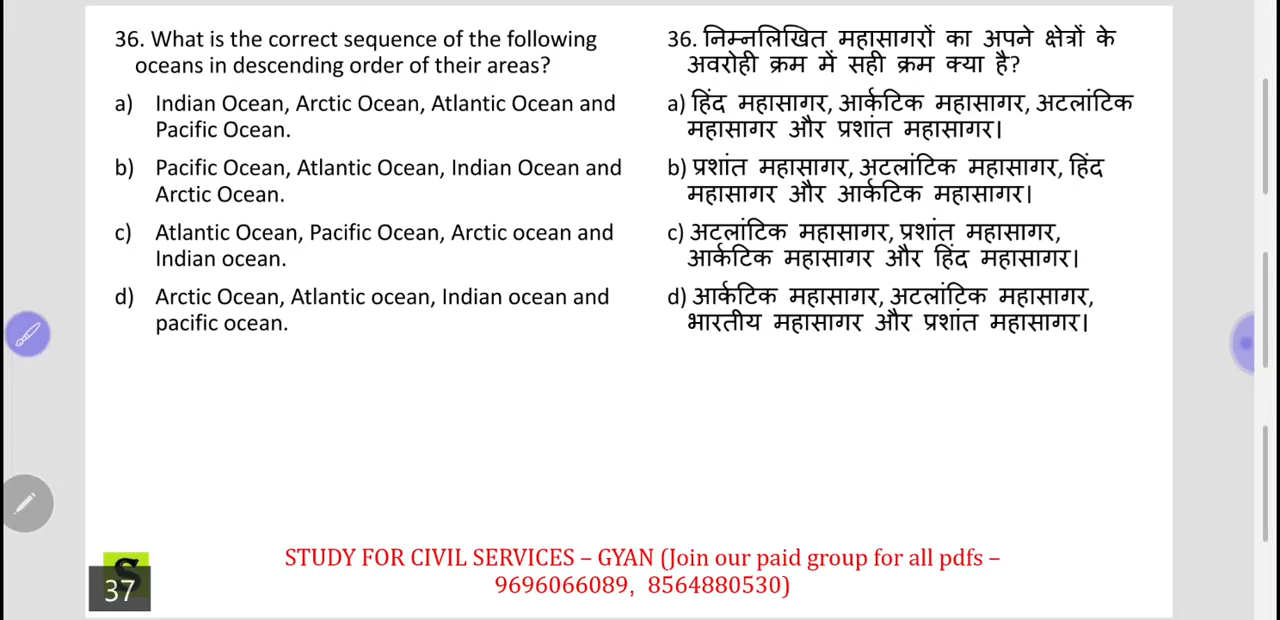 36. What is the correct sequence of the following
oceans in descending order of their areas?
a) Indian Ocean, Arctic Ocean, Atlantic Ocean and
Pacific Ocean.
b) Pacific Ocean, Atlantic Ocean, Indian Ocean and
Arctic Ocean.
c) Atlantic Ocean, Pacific Ocean, Arctic ocean and
Indian ocean.
d) Arctic Ocean, Atlantic ocean, Indian ocean and
pacific ocean.
36. निम्नलिखित महासागरों का अपने क्षेत्रों के
अवरोही क्रम में सही क्रम क्या है?
a) हिंद महासागर, आर्कटिक महासागर, अटलांटिक
महासागर और प्रशांत महासागर।
b) प्रशांत महासागर, अटलांटिक महासागर, हिंद
महासागर और आर्कटिक महासागर।
c) अटलांटिक महासागर, प्रशांत महासागर,
आर्कटिक महासागर और हिंद महासागर।
d) आर्कटिक महासागर, अटलांटिक महासागर,
भारतीय महासागर और प्रशांत महासागर।
S
37
STUDY FOR CIVIL SERVICES – GYAN (Join our paid group for all pdfs –
9696066089, 8564880530)